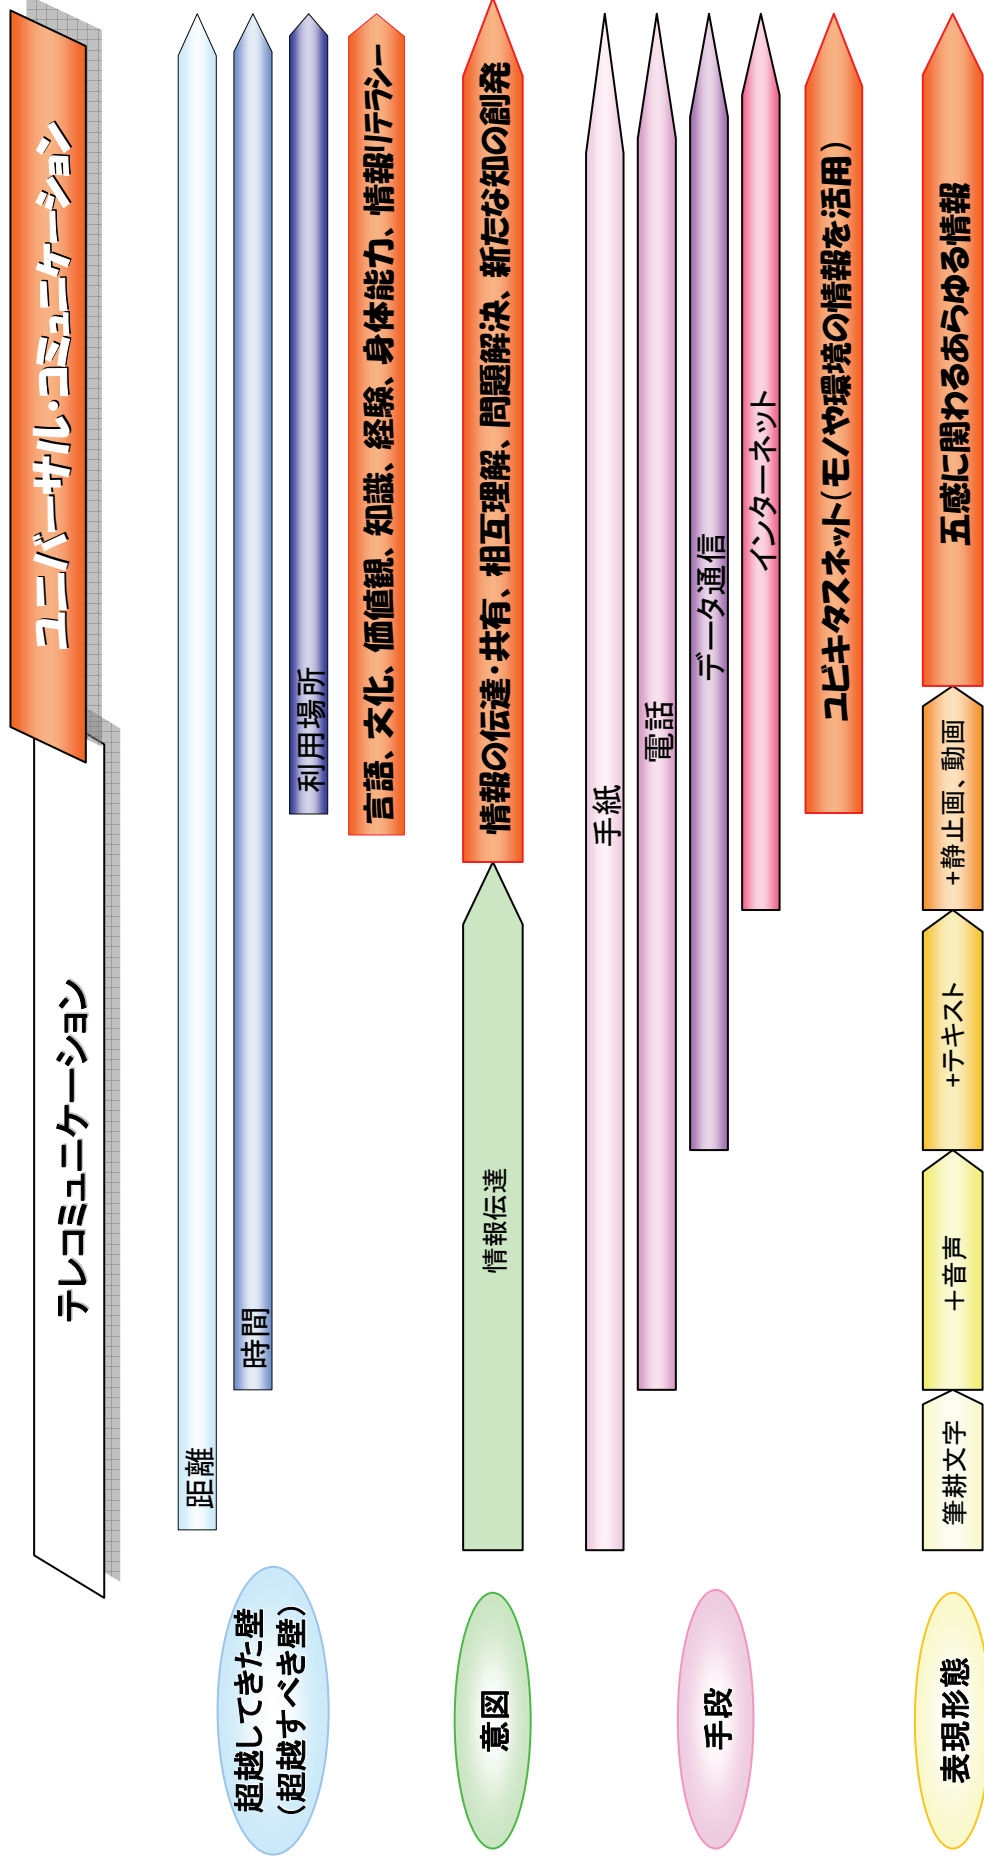 テレコミュニケーション
ユニバーサル・コミュニケーション
超越してきた壁
（超越すべき壁）
距離
時間
利用場所
言語、文化、価値観、知識、経験、身体能力、情報リテラシー
意図
情報伝達
情報の伝達・共有、相互理解、問題解決、新たな知の創発
手段
手紙
電話
データ通信
インターネット
ユビキタスネット（モノや環境の情報を活用）
表現形態
筆耕文字
＋音声
+テキスト
+静止画、動画
五感に関わるあらゆる情報